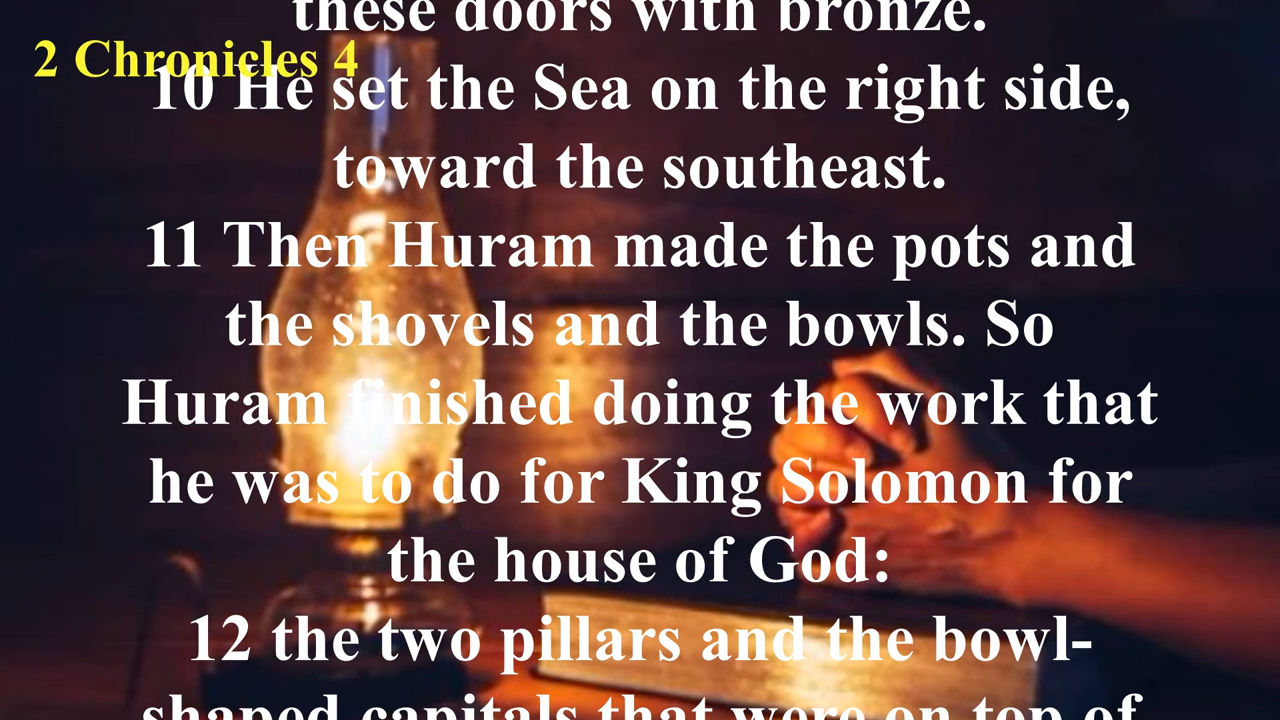 these doors with bronze.
2 Chronicles 4
10 He set the Sea on the right side,
toward the southeast.
11 Then Huram made the pots and
the shovels and the bowls. So
Huram finished doing the work that
he was to do for King Solomon for
the house of God:
12 the two pillars and the bowl-
shaped capitals that were on top of